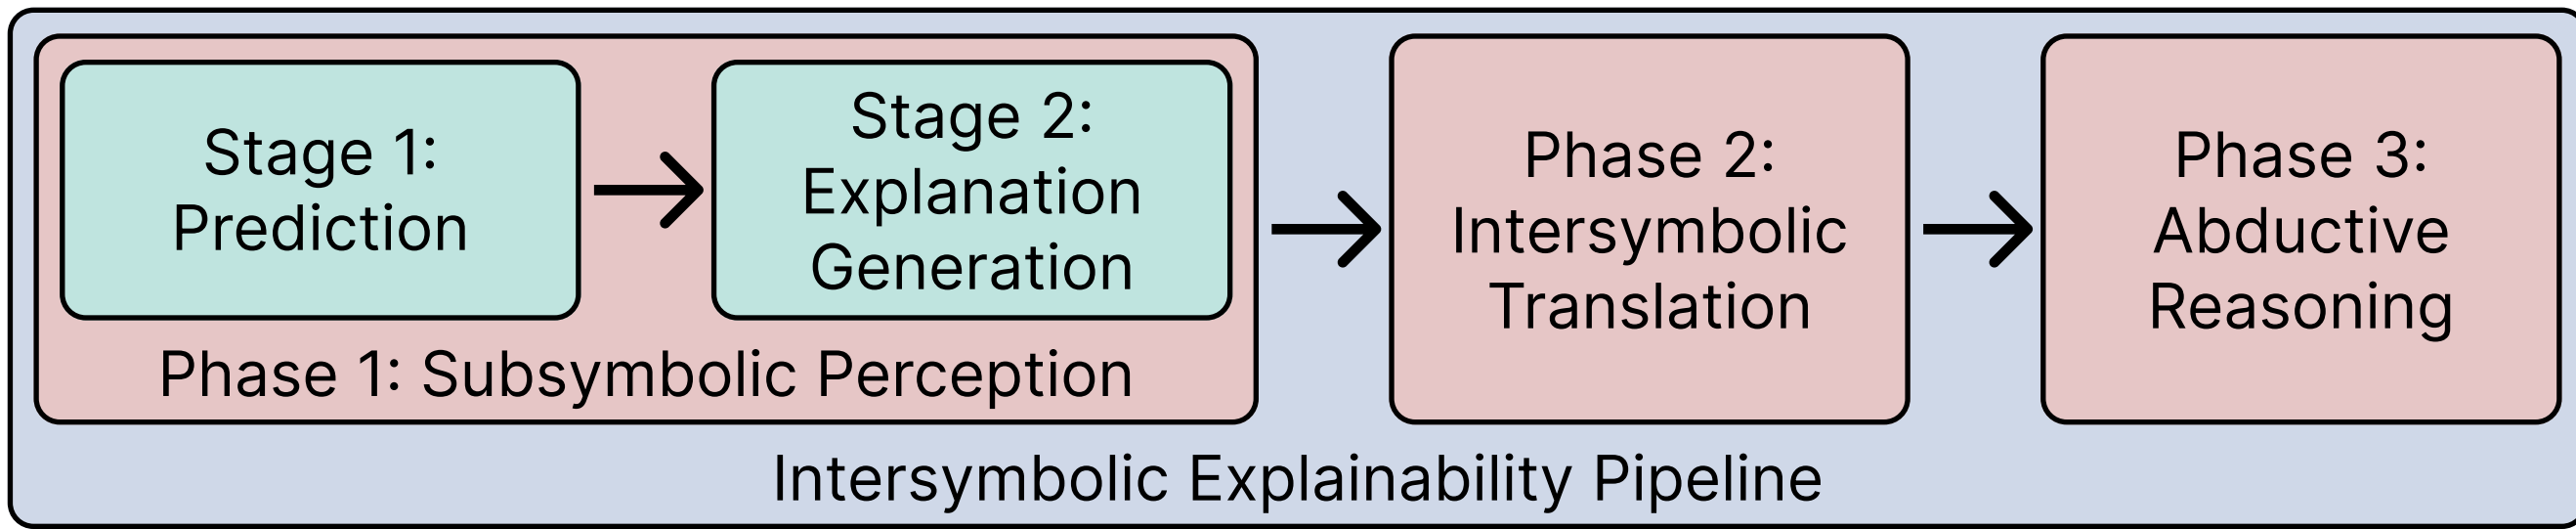 Stage 1:
Prediction
Stage 2:
Explanation
Generation
Phase 1: Subsymbolic Perception
Phase 2:
Intersymbolic
Translation
Phase 3:
Abductive
Reasoning
Intersymbolic Explainability Pipeline